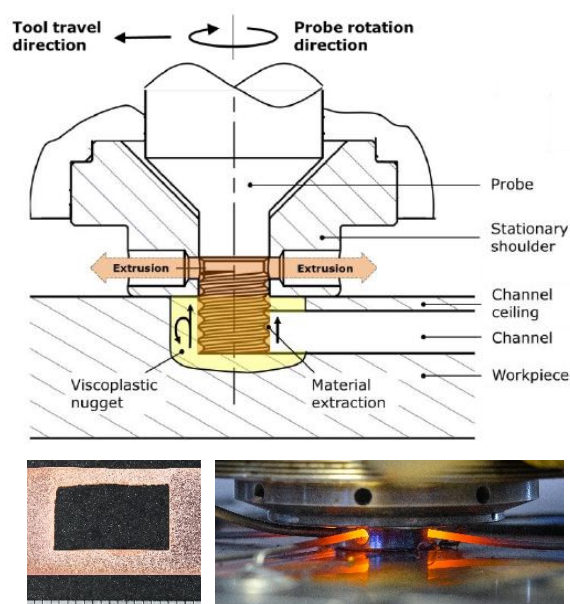 Tool travel
direction
Probe rotation
direction
Probe
Stationary
shoulder
Extrusion
Extrusion
Channel
ceiling
Channel
Viscoplastic
nugget
Material
extraction
Workpiece